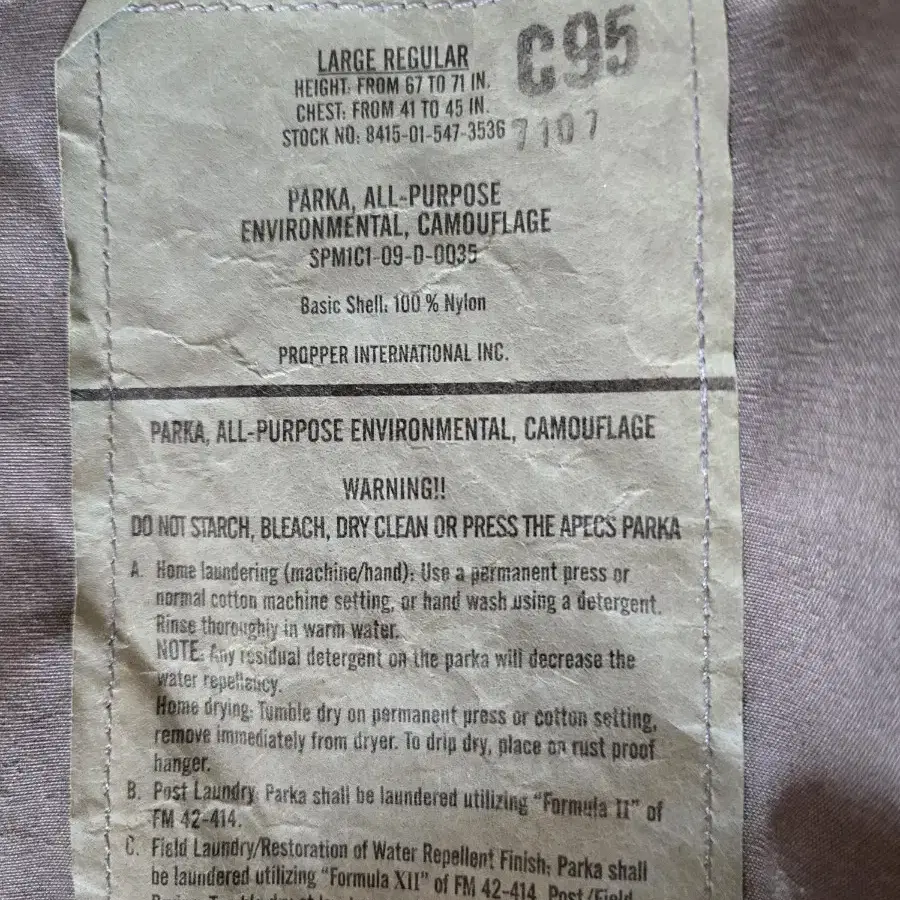 LARGE REGULAR
C95
HEIGHT: FROM 67 TO 71 IN.
CHEST: FROM 41 TO 45 IN.
STOCK NO: 8415-01-547-3536
7107
PARKA, ALL-PURPOSE
ENVIRONMENTAL, CAMOUFLAGE
SPM1C1-09-D-0035
Basic Shell: 100 % Nylon
PROPPER INTERNATIONAL INC.
PARKA, ALL-PURPOSE ENVIRONMENTAL, CAMOUFLAGE
WARNING!!
DO NOT STARCH, BLEACH, DRY CLEAN OR PRESS THE APECS PARKA
A. Home laundering (machine/hand): Use a permanent press or
normal cotton machine setting, or hand wash using a detergent.
Rinse thoroughly in warm water.
NOTE: Any residual detergent on the parka will decrease the
water repellency.
Home drying: Tumble dry on permanent press or cotton setting,
remove immediately from dryer. To drip dry, place on rust proof
hanger.
B. Post Laundry: Parka shall be laundered utilizing "Formula II" of
FM 42-414.
C. Field Laundry/Restoration of Water Repellent Finish: Parka shall
be laundered utilizing "Formula XII" of FM 42-414. Post/Field